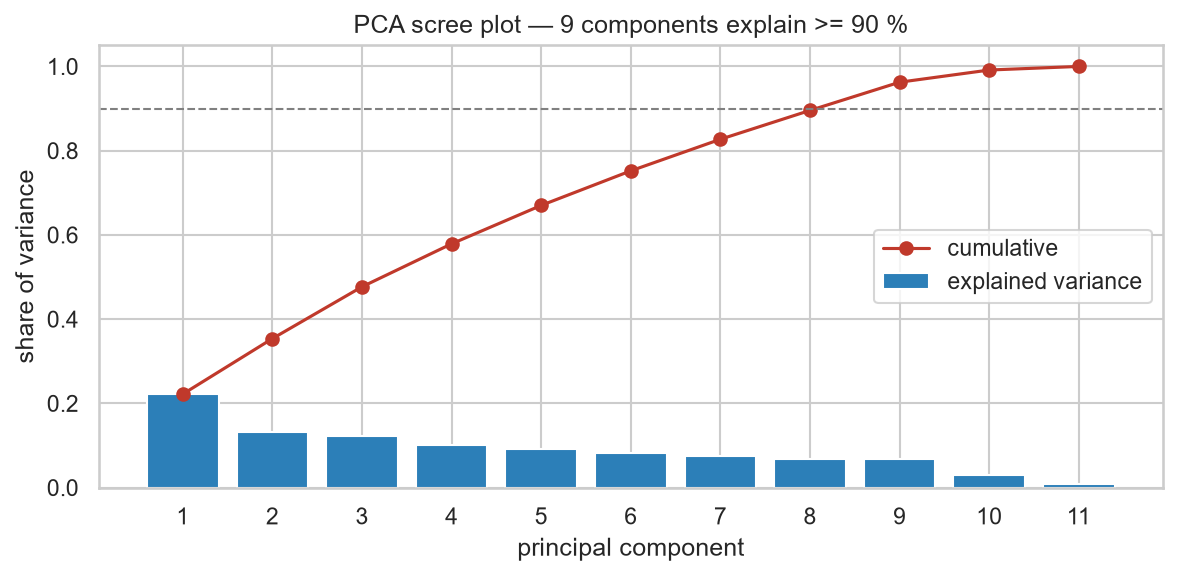 PCA scree plot — 9 components explain >= 90 %
share of variance
1.0
0.8
0.6
0.4
0.2
0.0
cumulative
explained variance
1 2 3 4 5 6 7 8 9 10 11
principal component